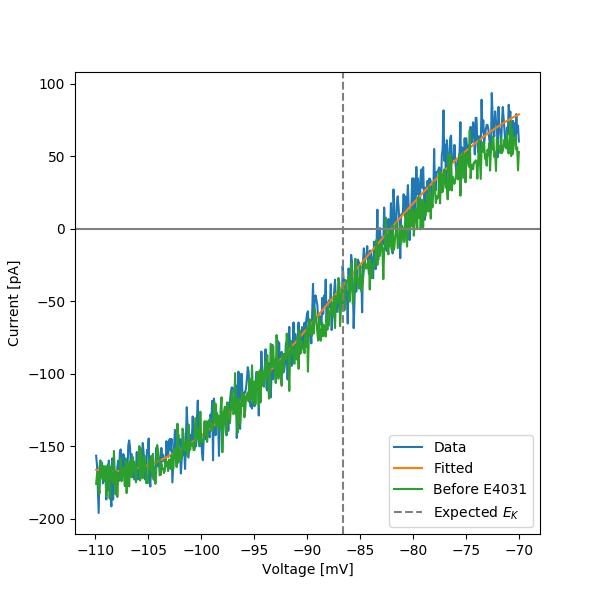 100
50
0
−50
−100
−150
−200
Current [pA]
−110
−105
−100
−95
−90
−85
−80
−75
−70
Voltage [mV]
Data
Fitted
Before E4031
Expected E_K